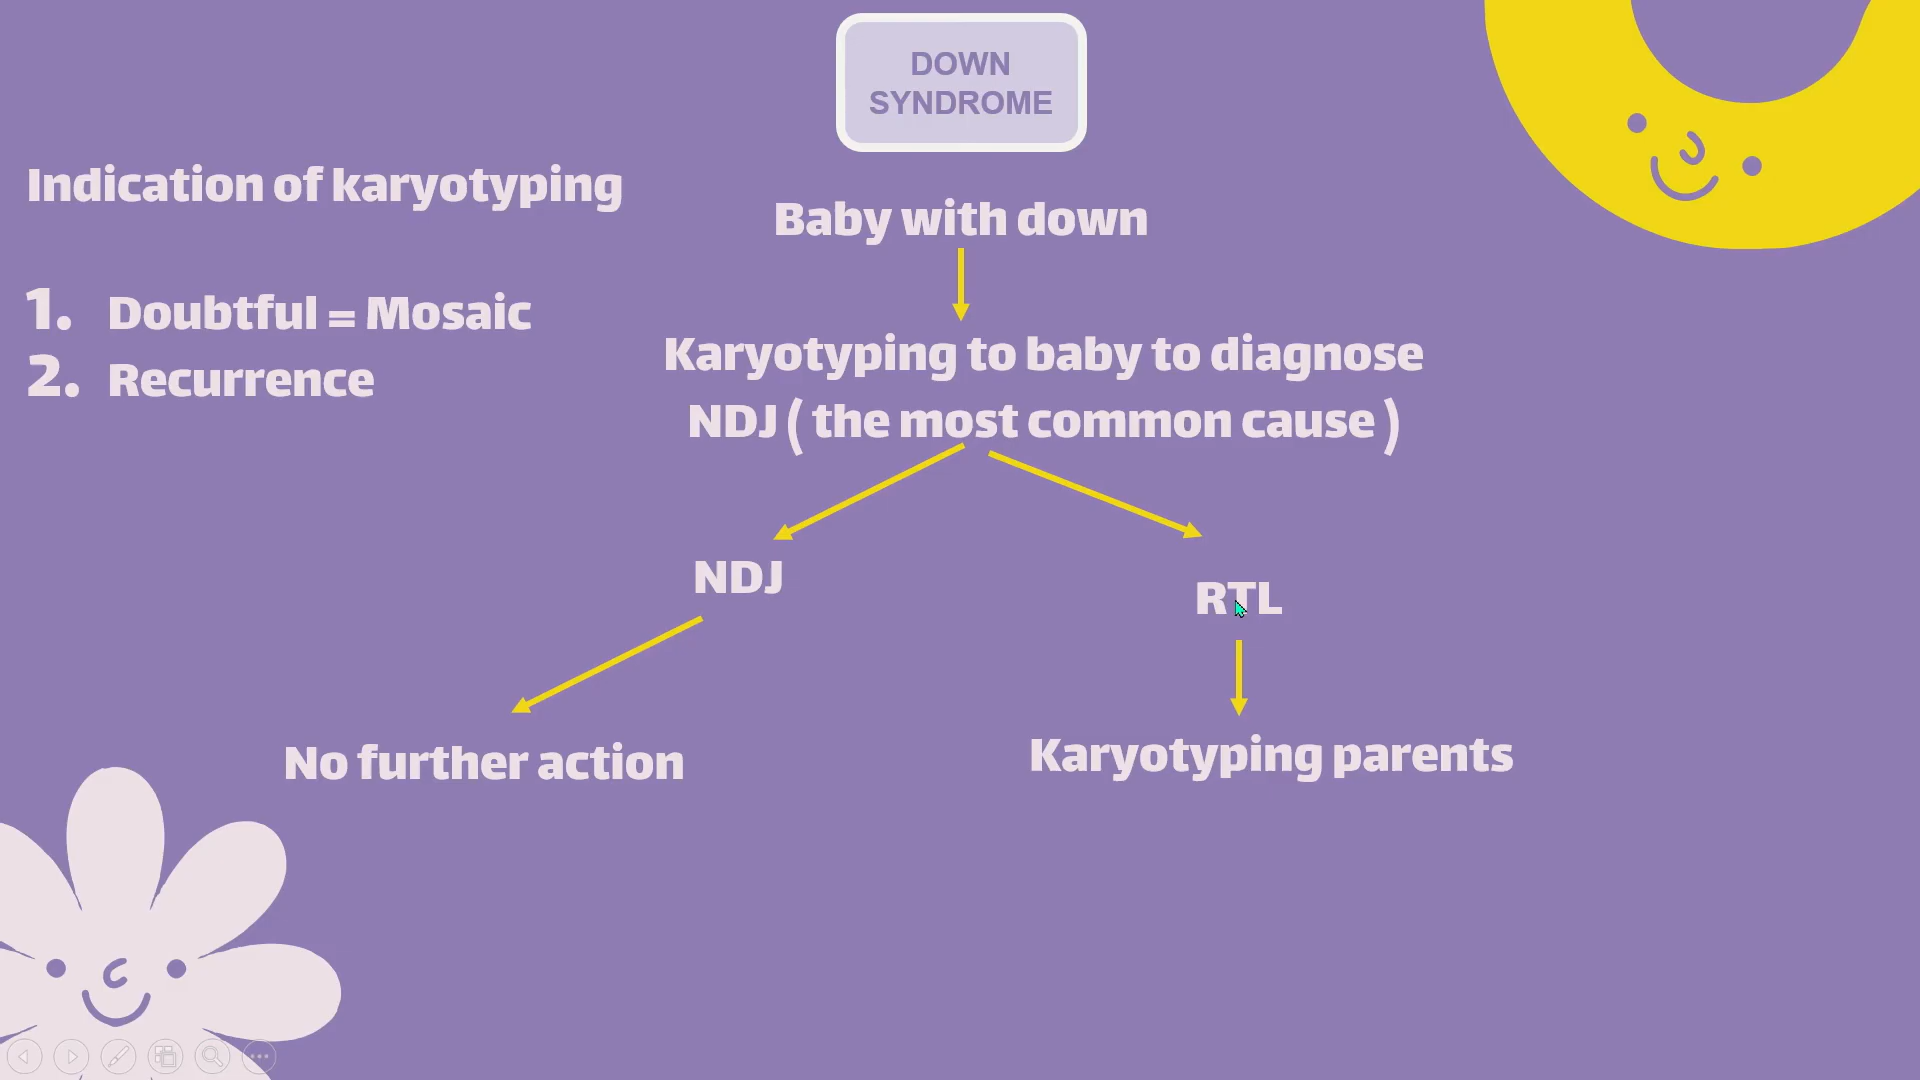 DOWN
SYNDROME
Indication of karyotyping
1. Doubtful = Mosaic
2. Recurrence
Baby with down
Karyotyping to baby to diagnose
NDJ ( the most common cause )
NDJ
RTL
No further action
Karyotyping parents